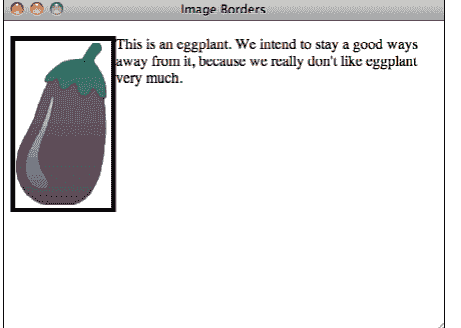 Image Borders
This is an eggplant. We intend to stay a good ways
away from it, because we really don't like eggplant
very much.